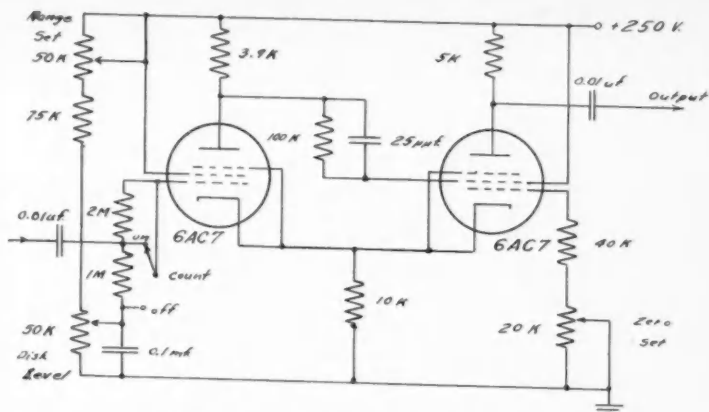 Range
Set
50K
75K
3.9K
5K
+250 V.
0.01uf
Output
100K
25µµf.
2M
6AC7
6AC7
0.01uf
on
1M
Count
off
40K
10K
50K
Disk
Level
0.1mf
20K
Zero
Set